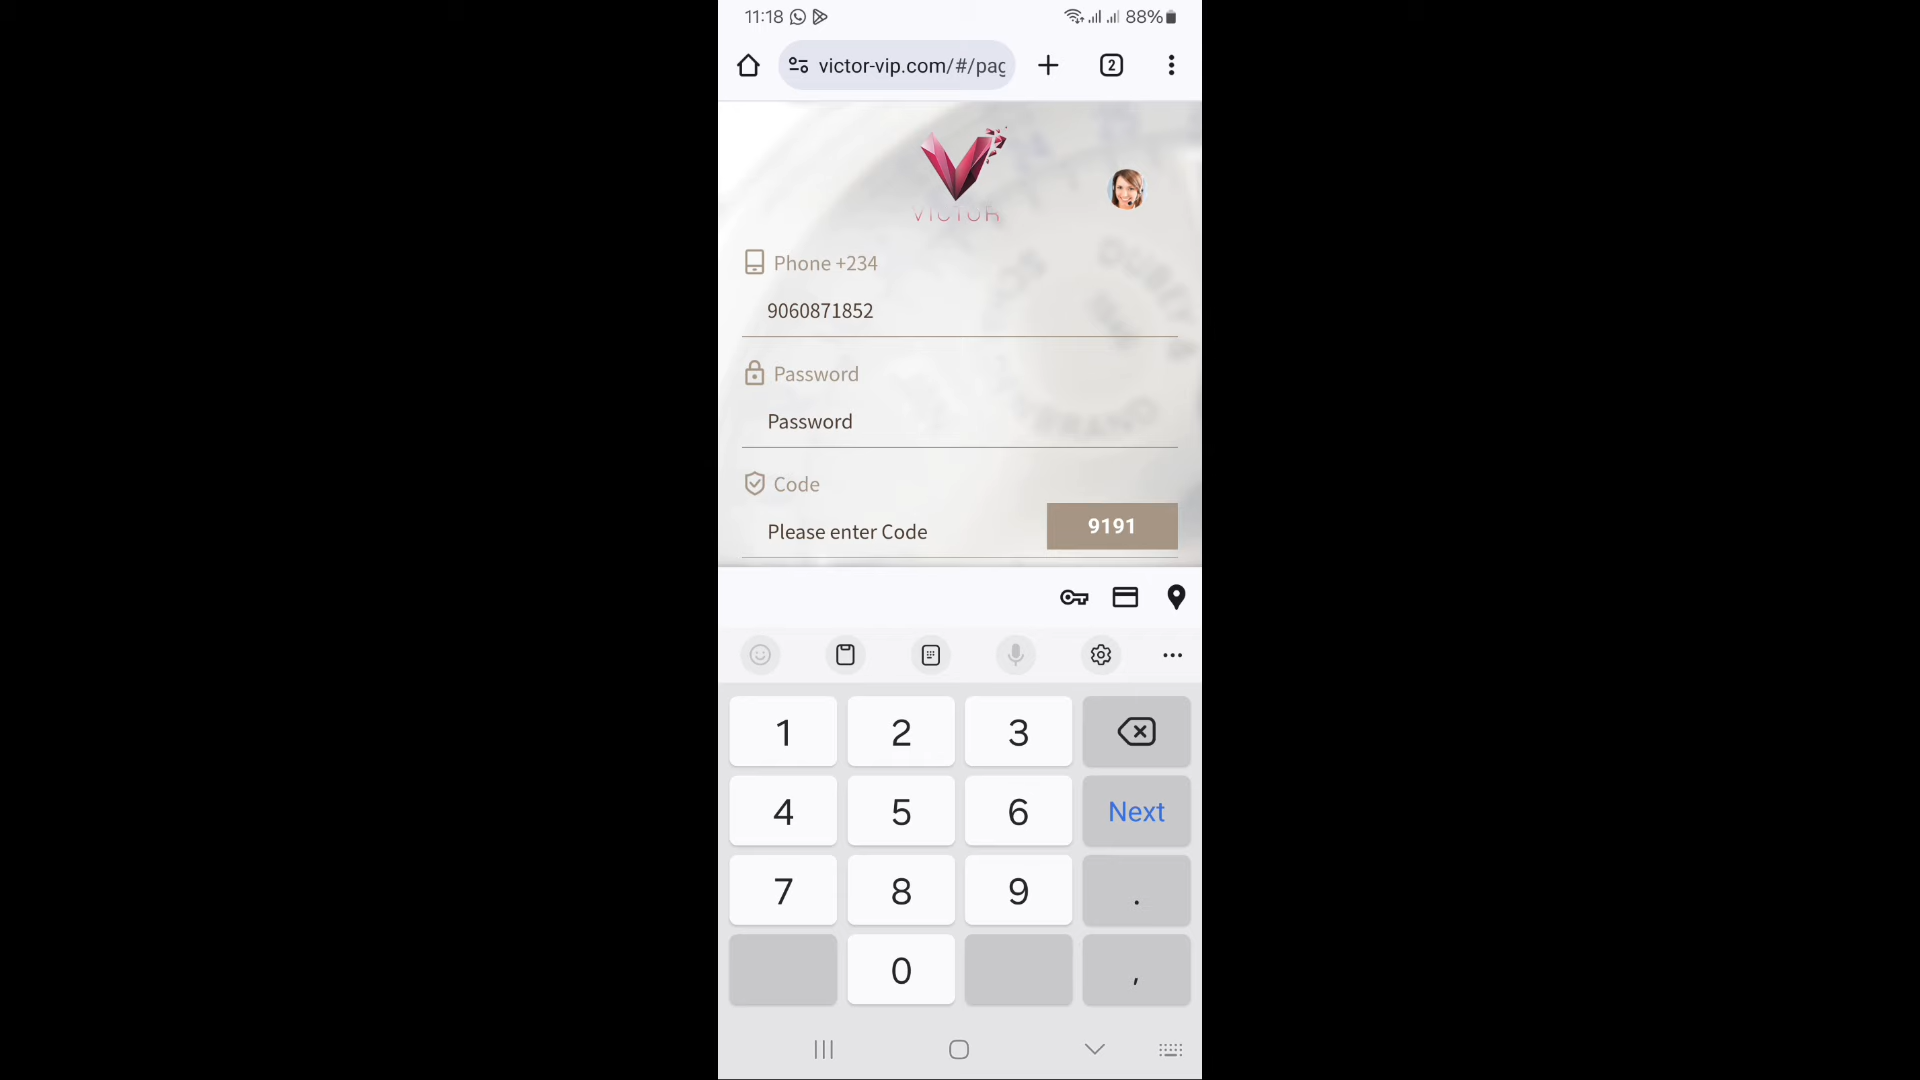 11:18
88%
victor-vip.com/#/pag
2
VICTOR
Phone +234
9060871852
Password
Password
Code
Please enter Code
9191
1 2 3
4 5 6 Next
7 8 9 .
0 ,